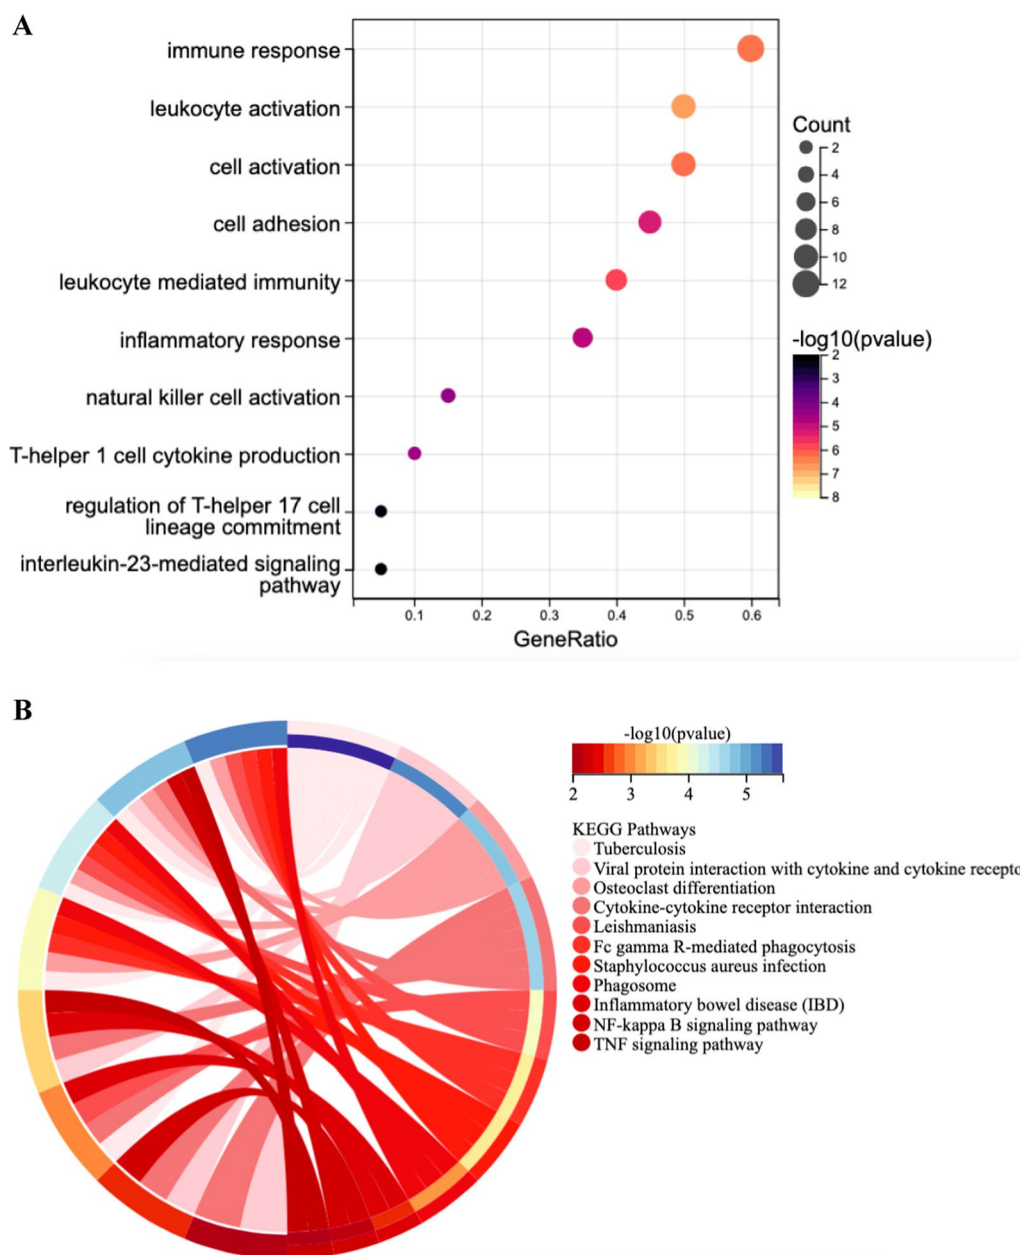 A
immune response
leukocyte activation
cell activation
cell adhesion
leukocyte mediated immunity
inflammatory response
natural killer cell activation
T-helper 1 cell cytokine production
regulation of T-helper 17 cell
lineage commitment
interleukin-23-mediated signaling
pathway
0.1 0.2 0.3 0.4 0.5 0.6
GeneRatio
Count
2
4
6
8
10
12
-log10(pvalue)
2
3
4
5
6
7
8
B
-log10(pvalue)
2 3 4 5
KEGG Pathways
Tuberculosis
Viral protein interaction with cytokine and cytokine recepto
Osteoclast differentiation
Cytokine-cytokine receptor interaction
Leishmaniasis
Fc gamma R-mediated phagocytosis
Staphylococcus aureus infection
Phagosome
Inflammatory bowel disease (IBD)
NF-kappa B signaling pathway
TNF signaling pathway